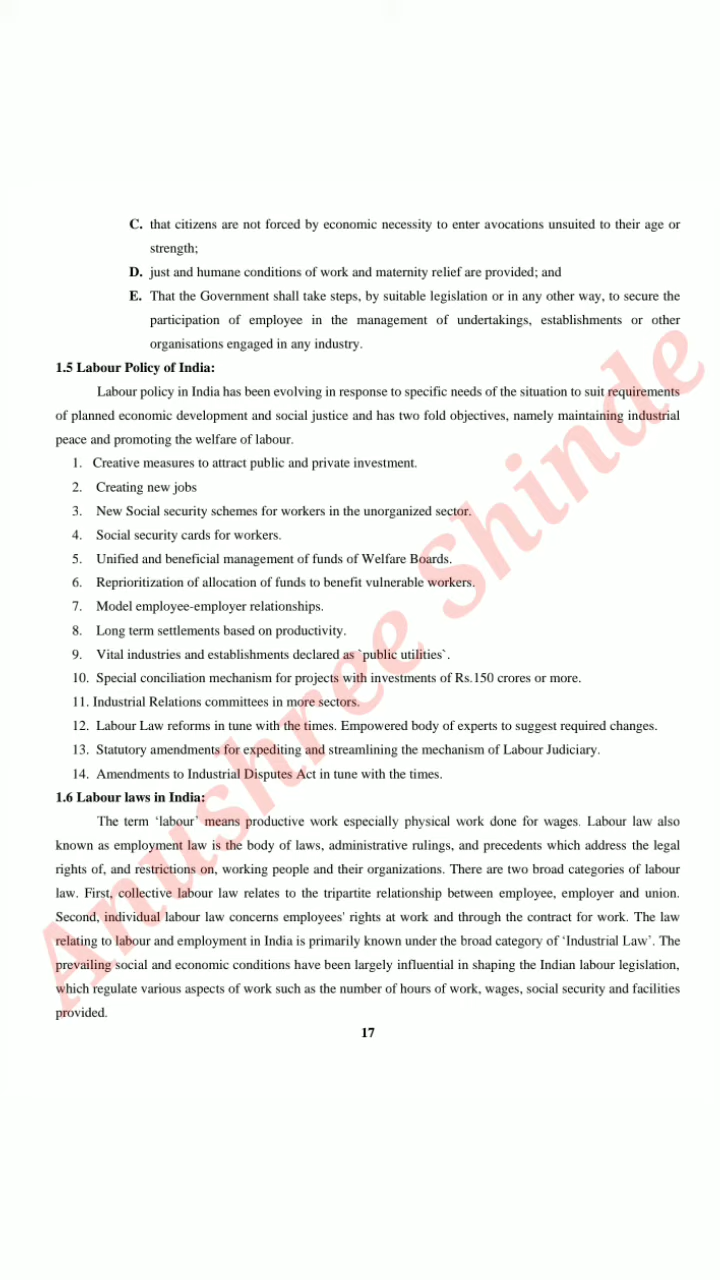 C. that citizens are not forced by economic necessity to enter avocations unsuited to their age or
strength;
D. just and humane conditions of work and maternity relief are provided; and
E. That the Government shall take steps, by suitable legislation or in any other way, to secure the
participation of employee in the management of undertakings, establishments or other
organisations engaged in any industry.
1.5 Labour Policy of India:
Labour policy in India has been evolving in response to specific needs of the situation to suit requirements
of planned economic development and social justice and has two fold objectives, namely maintaining industrial
peace and promoting the welfare of labour.
1. Creative measures to attract public and private investment.
2. Creating new jobs
3. New Social security schemes for workers in the unorganized sector.
4. Social security cards for workers.
5. Unified and beneficial management of funds of Welfare Boards.
6. Reprioritization of allocation of funds to benefit vulnerable workers.
7. Model employee-employer relationships.
8. Long term settlements based on productivity.
9. Vital industries and establishments declared as `public utilities`.
10. Special conciliation mechanism for projects with investments of Rs.150 crores or more.
11. Industrial Relations committees in more sectors.
12. Labour Law reforms in tune with the times. Empowered body of experts to suggest required changes.
13. Statutory amendments for expediting and streamlining the mechanism of Labour Judiciary.
14. Amendments to Industrial Disputes Act in tune with the times.
1.6 Labour laws in India:
The term ‘labour’ means productive work especially physical work done for wages. Labour law also
known as employment law is the body of laws, administrative rulings, and precedents which address the legal
rights of, and restrictions on, working people and their organizations. There are two broad categories of labour
law. First, collective labour law relates to the tripartite relationship between employee, employer and union.
Second, individual labour law concerns employees' rights at work and through the contract for work. The law
relating to labour and employment in India is primarily known under the broad category of ‘Industrial Law’. The
prevailing social and economic conditions have been largely influential in shaping the Indian labour legislation,
which regulate various aspects of work such as the number of hours of work, wages, social security and facilities
provided.
17
Anushree Shinde